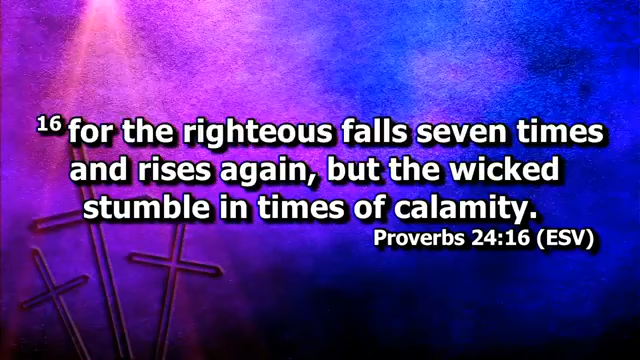 16 for the righteous falls seven times
and rises again, but the wicked
stumble in times of calamity.
Proverbs 24:16 (ESV)